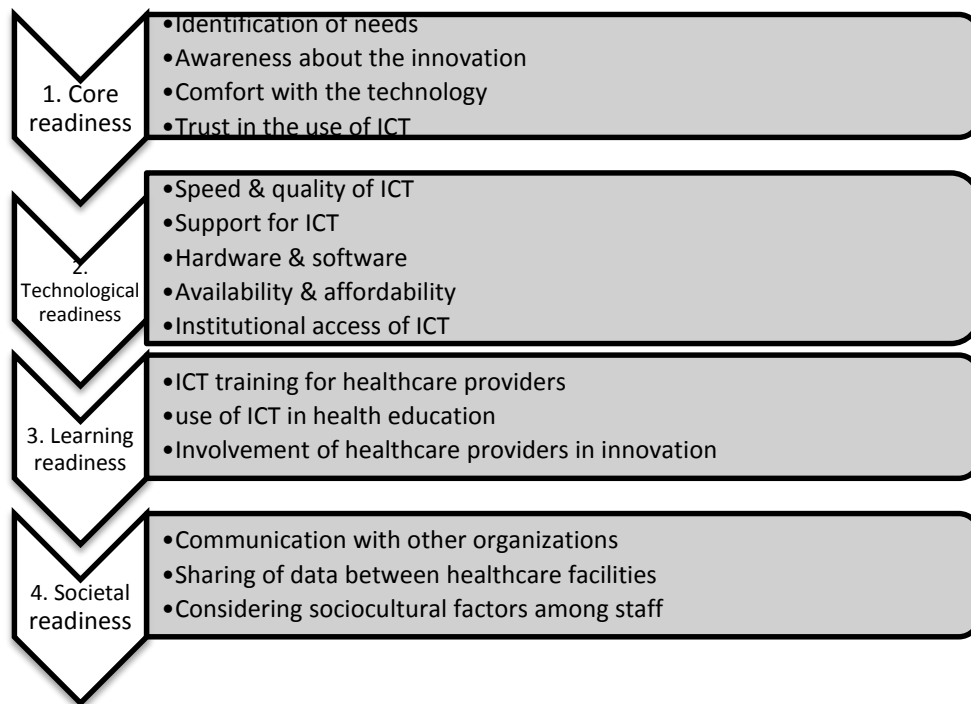 1. Core
readiness
•Identification of needs
•Awareness about the innovation
•Comfort with the technology
•Trust in the use of ICT
2.
Technological
readiness
•Speed & quality of ICT
•Support for ICT
•Hardware & software
•Availability & affordability
•Institutional access of ICT
3. Learning
readiness
•ICT training for healthcare providers
•use of ICT in health education
•Involvement of healthcare providers in innovation
4. Societal
readiness
•Communication with other organizations
•Sharing of data between healthcare facilities
•Considering sociocultural factors among staff